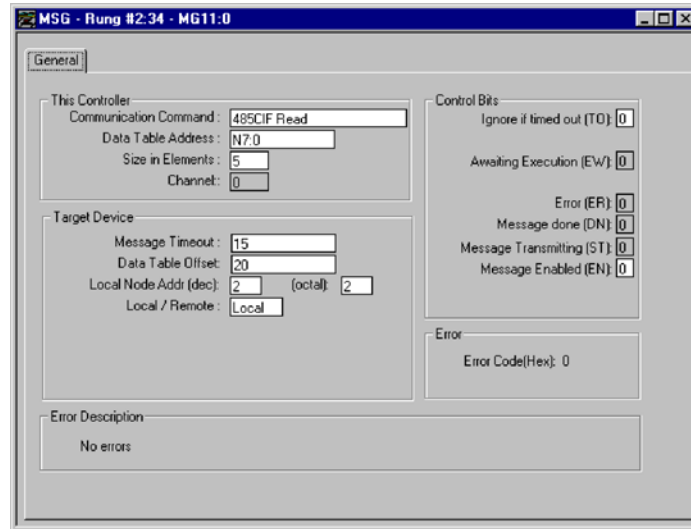 MSG - Rung #2:34 - MG11:0
General
This Controller
Communication Command : 485CIF Read
Data Table Address : N7:0
Size in Elements : 5
Channel:: 0
Target Device
Message Timeout : 15
Data Table Offset: 20
Local Node Addr (dec): 2 (octal): 2
Local / Remote : Local
Control Bits
Ignore if timed out (TO): 0
Awaiting Execution (EW): 0
Error (ER): 0
Message done (DN): 0
Message Transmitting (ST): 0
Message Enabled (EN): 0
Error
Error Code(Hex): 0
Error Description
No errors